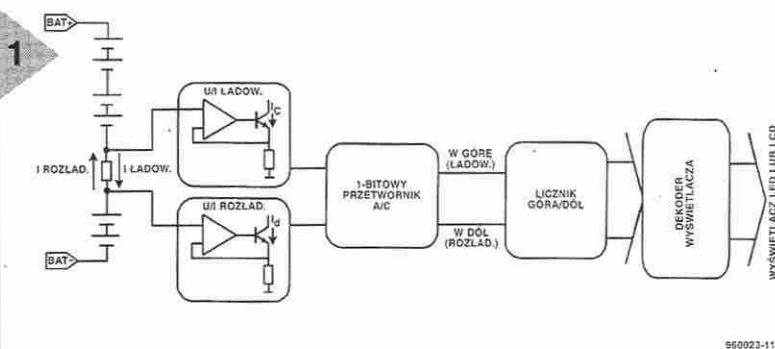 1
BAT+
I ROZŁAD.
I ŁADOW.
BAT−
U/I ŁADOW.
IC
U/I ROZŁAD.
Id
1-BITOWY
PRZETWORNIK
A/C
W GÓRĘ
(ŁADOW.)
W DÓŁ
(ROZŁAD.)
LICZNIK
GÓRA/DÓŁ
DEKODER
WYŚWIETLACZA
WYŚWIETLACZ LED LUB LCD
960023-11